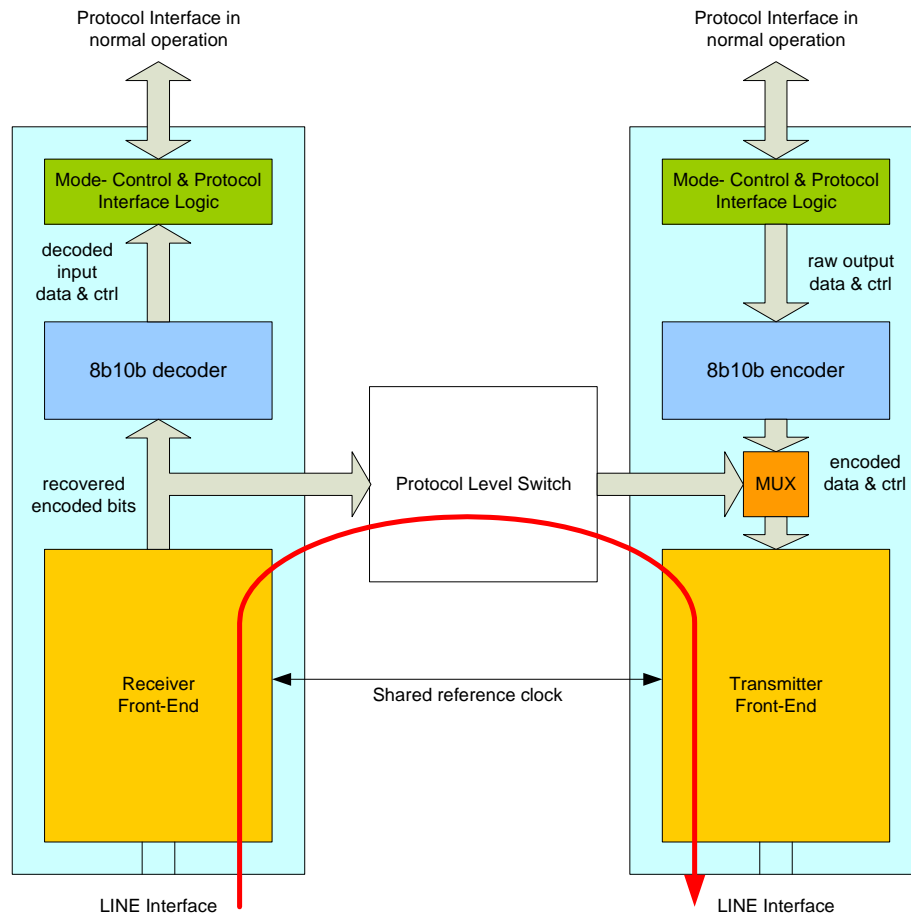 Protocol Interface in
normal operation
Protocol Interface in
normal operation
Mode- Control & Protocol
Interface Logic
Mode- Control & Protocol
Interface Logic
decoded
input
data & ctrl
raw output
data & ctrl
8b10b decoder
8b10b encoder
recovered
encoded bits
Protocol Level Switch
MUX
encoded
data & ctrl
Receiver
Front-End
Shared reference clock
Transmitter
Front-End
LINE Interface
LINE Interface